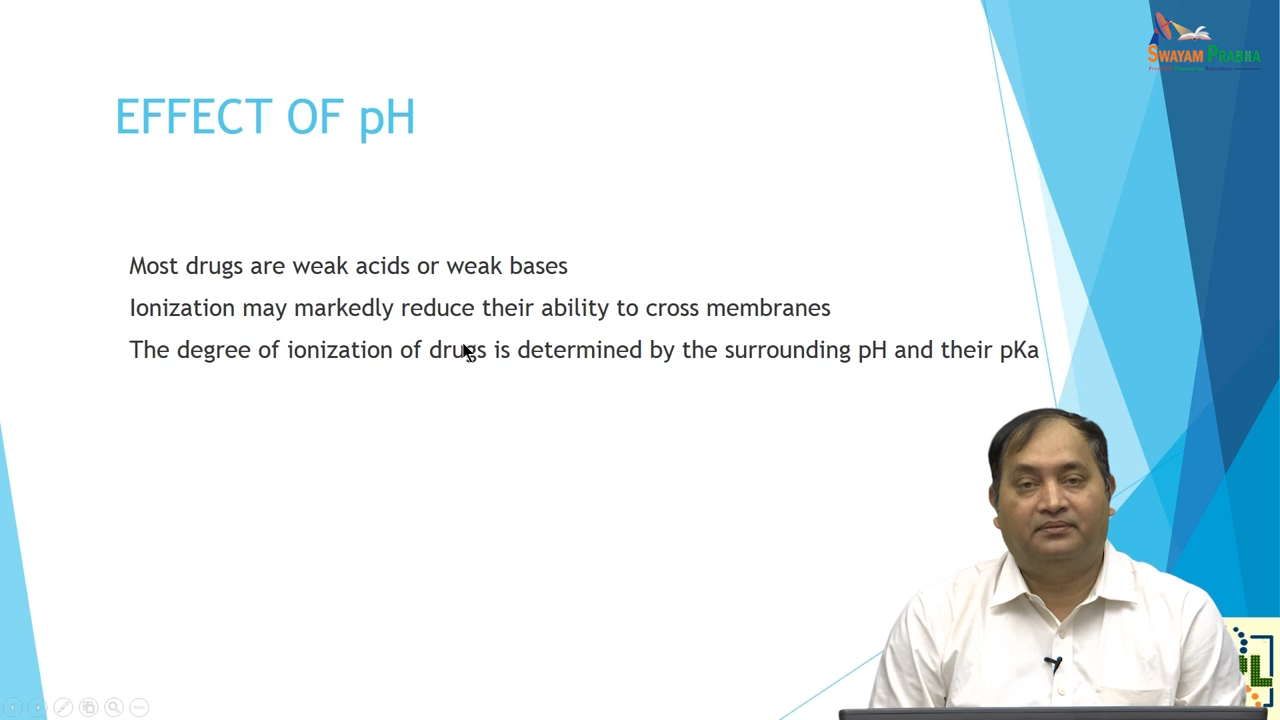 SWAYAM PRABHA
EFFECT OF pH
Most drugs are weak acids or weak bases
Ionization may markedly reduce their ability to cross membranes
The degree of ionization of drugs is determined by the surrounding pH and their pKa